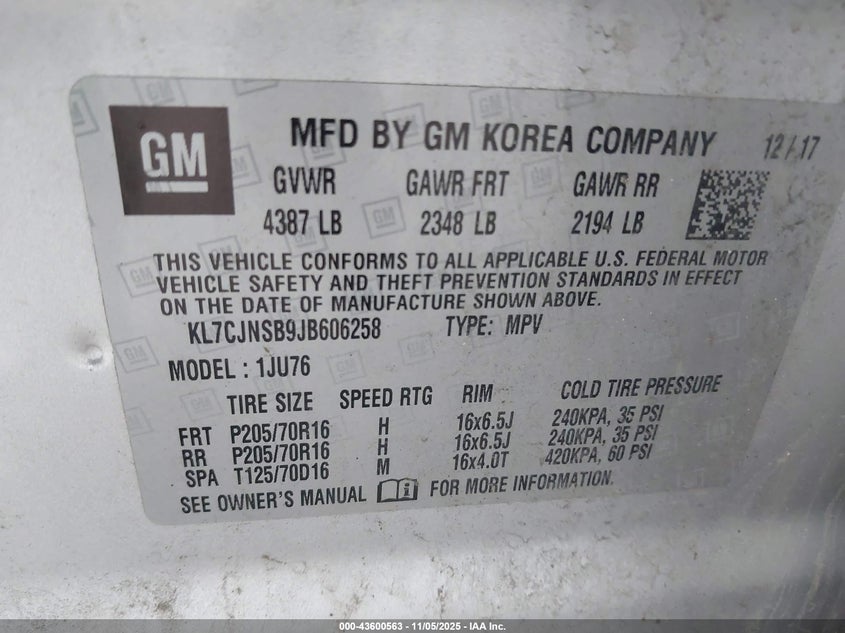 GM
MFD BY GM KOREA COMPANY 12/17
GVWR GAWR FRT GAWR RR
4387 LB 2348 LB 2194 LB
THIS VEHICLE CONFORMS TO ALL APPLICABLE U.S. FEDERAL MOTOR
VEHICLE SAFETY AND THEFT PREVENTION STANDARDS IN EFFECT
ON THE DATE OF MANUFACTURE SHOWN ABOVE.
KL7CJNSB9JB606258 TYPE: MPV
MODEL : 1JU76
TIRE SIZE SPEED RTG RIM COLD TIRE PRESSURE
FRT P205/70R16 H 16x6.5J 240KPA, 35 PSI
RR P205/70R16 H 16x6.5J 240KPA, 35 PSI
SPA T125/70D16 M 16x4.0T 420KPA, 60 PSI
SEE OWNER'S MANUAL FOR MORE INFORMATION.
000-43600563 - 11/05/2025 - IAA Inc.